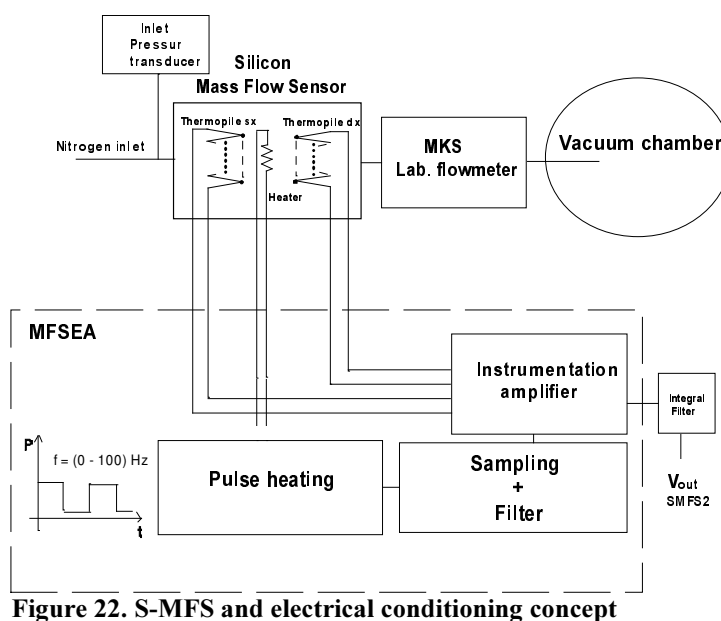 Inlet
Pressur
transducer
Silicon
Mass Flow Sensor
Thermopile sx
Thermopile dx
Nitrogen inlet
Heater
MKS
Lab. flowmeter
Vacuum chamber
MFSEA
Instrumentation
amplifier
Integral
Filter
P
f = (0 - 100) Hz
t
Pulse heating
Sampling
+
Filter
Vout
SMFS2
Figure 22. S-MFS and electrical conditioning concept